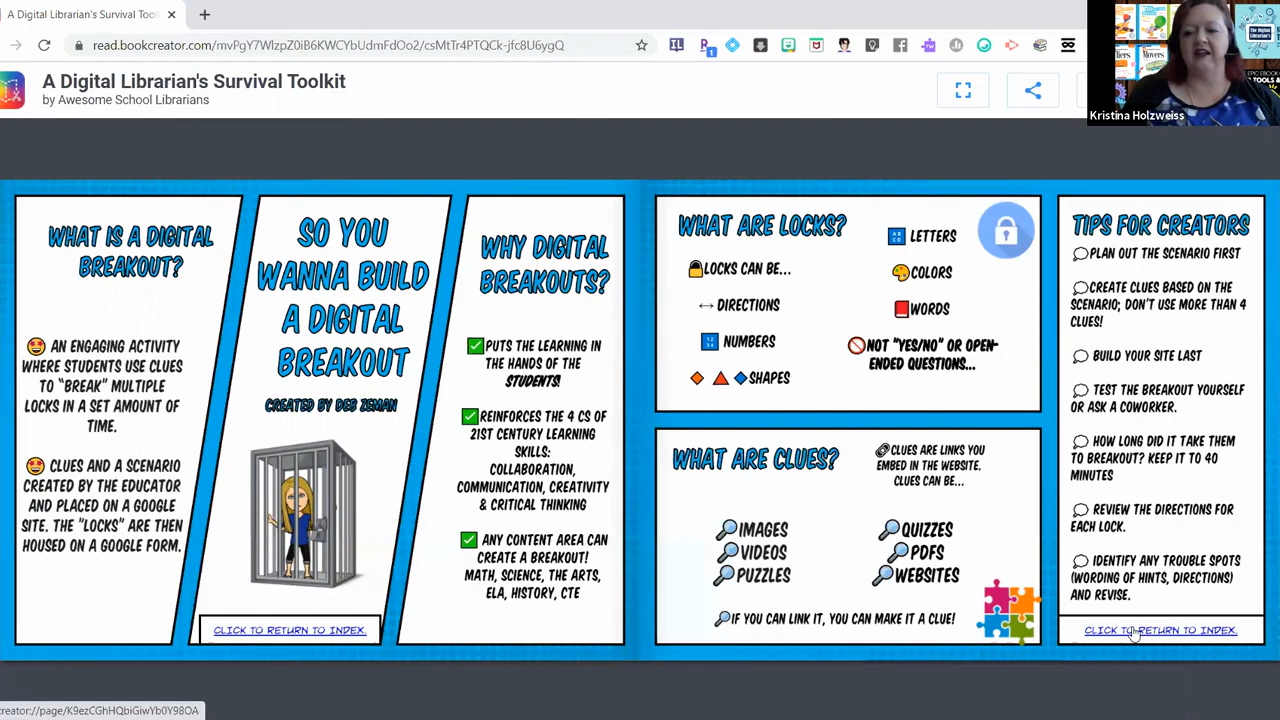 A Digital Librarian's Survival Tool
read.bookcreator.com/
A Digital Librarian's Survival Toolkit
by Awesome School Librarians
Kristina Holzweiss
WHAT IS A DIGITAL
BREAKOUT?
AN ENGAGING ACTIVITY
WHERE STUDENTS USE CLUES
TO "BREAK" MULTIPLE
LOCKS IN A SET AMOUNT OF
TIME.
CLUES AND A SCENARIO
CREATED BY THE EDUCATOR
AND PLACED ON A GOOGLE
SITE. THE "LOCKS" ARE THEN
HOUSED ON A GOOGLE FORM.
SO YOU
WANNA BUILD
A DIGITAL
BREAKOUT
CREATED BY DEB ZEMAN
CLICK TO RETURN TO INDEX.
WHY DIGITAL
BREAKOUTS?
PUTS THE LEARNING IN
THE HANDS OF THE
STUDENTS!
REINFORCES THE 4 CS OF
21ST CENTURY LEARNING
SKILLS:
COLLABORATION,
COMMUNICATION, CREATIVITY
& CRITICAL THINKING
ANY CONTENT AREA CAN
CREATE A BREAKOUT!
MATH, SCIENCE, THE ARTS,
ELA, HISTORY, CTE
WHAT ARE LOCKS?
LOCKS CAN BE...
DIRECTIONS
NUMBERS
SHAPES
LETTERS
COLORS
WORDS
NOT "YES/NO" OR OPEN-
ENDED QUESTIONS...
WHAT ARE CLUES?
CLUES ARE LINKS YOU
EMBED IN THE WEBSITE.
CLUES CAN BE...
IMAGES
VIDEOS
PUZZLES
QUIZZES
PDFS
WEBSITES
IF YOU CAN LINK IT, YOU CAN MAKE IT A CLUE!
TIPS FOR CREATORS
PLAN OUT THE SCENARIO FIRST
CREATE CLUES BASED ON THE
SCENARIO; DON'T USE MORE THAN 4
CLUES!
BUILD YOUR SITE LAST
TEST THE BREAKOUT YOURSELF
OR ASK A COWORKER.
HOW LONG DID IT TAKE THEM
TO BREAKOUT? KEEP IT TO 40
MINUTES
REVIEW THE DIRECTIONS FOR
EACH LOCK.
IDENTIFY ANY TROUBLE SPOTS
(WORDING OF HINTS, DIRECTIONS)
AND REVISE.
CLICK TO RETURN TO INDEX.